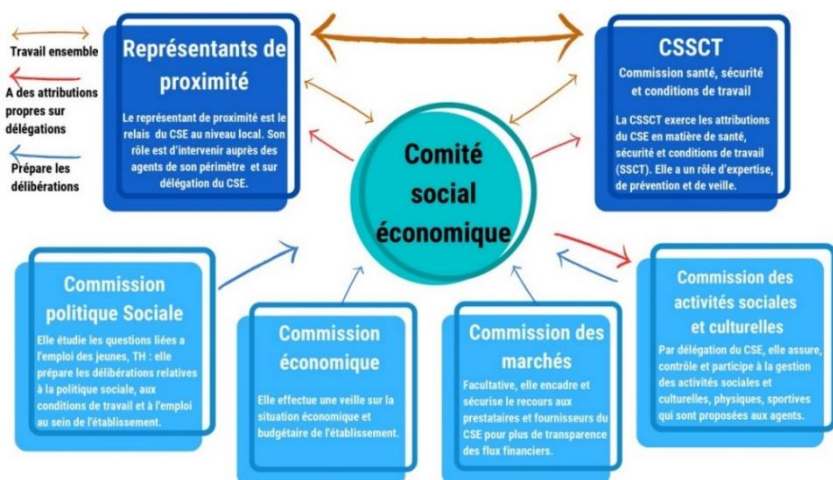 Travail ensemble
A des attributions
propres sur
délégations
Prépare les
délibérations
Représentants de
proximité
Le représentant de proximité est le
relais du CSE au niveau local. Son
rôle est d'intervenir auprès des
agents de son périmètre et sur
délégation du CSE.
CSSCT
Commission santé, sécurité
et conditions de travail
La CSSCT exerce les attributions
du CSE en matière de santé,
sécurité et conditions de travail
(SSCT). Elle a un rôle d'expertise,
de prévention et de veille.
Comité
social
économique
Commission
politique Sociale
Elle étudie les questions liées a
l'emploi des jeunes, TH : elle
prépare les délibérations relatives
à la politique sociale, aux
conditions de travail et à l'emploi
au sein de l'établissement.
Commission
économique
Elle effectue une veille sur la
situation économique et
budgétaire de l'établissement.
Commission des
marchés
Facultative, elle encadre et
sécurise le recours aux
prestataires et fournisseurs du
CSE pour plus de transparence
des flux financiers.
Commission des
activités sociales
et culturelles
Par délégation du CSE, elle assure,
contrôle et participe à la gestion
des activités sociales et
culturelles, physiques, sportives
qui sont proposées aux agents.